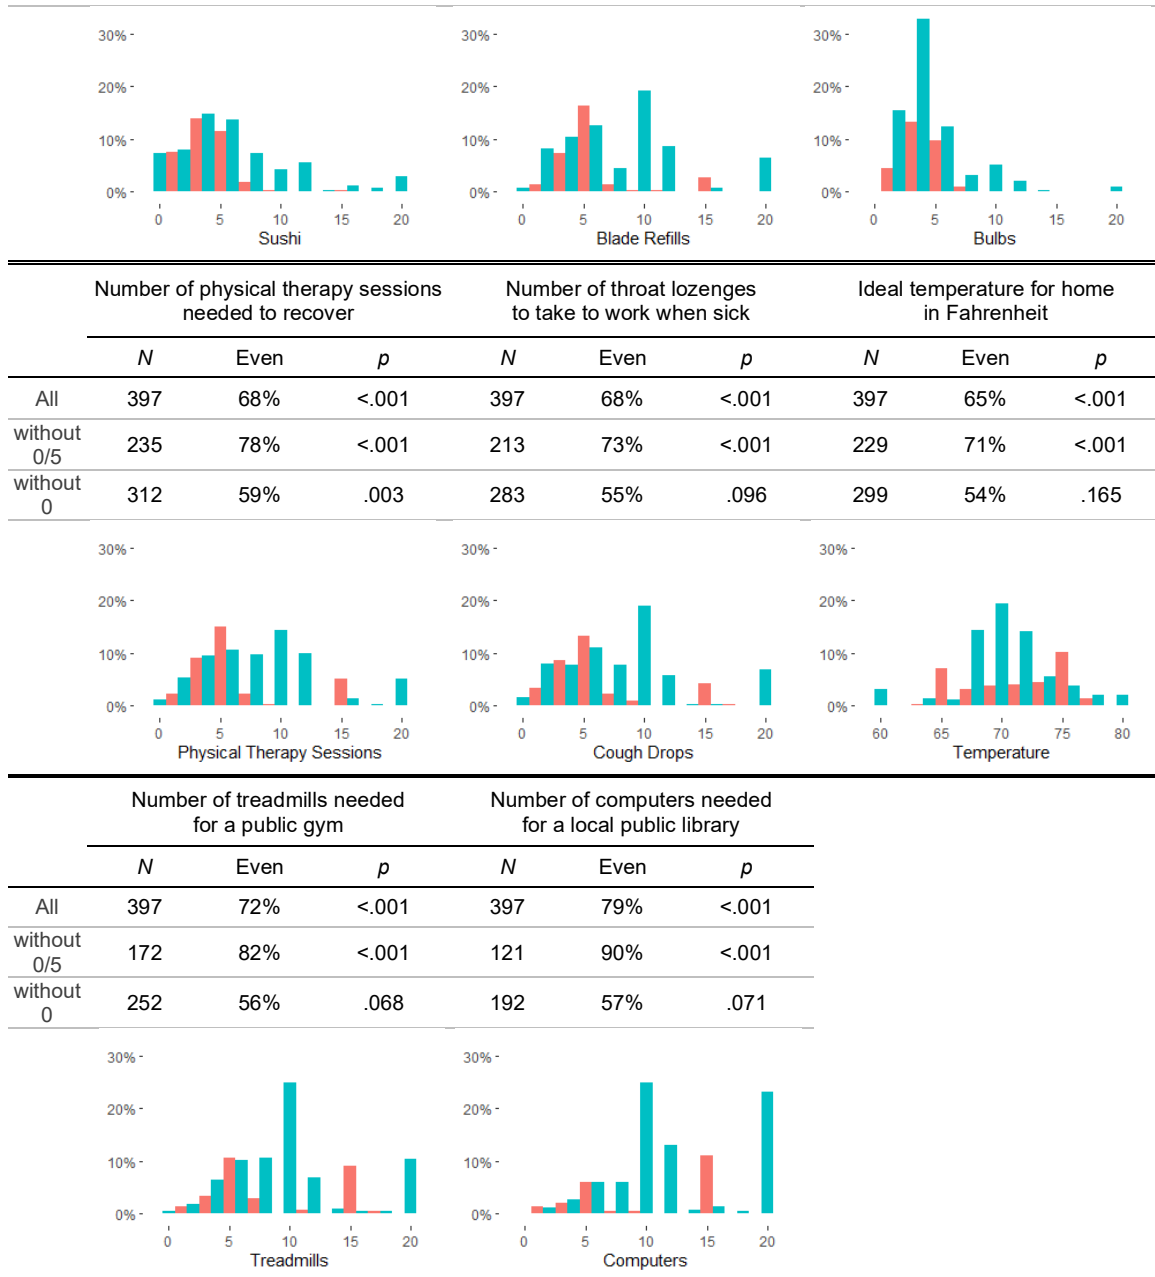 30%
20%
10%
0%
0 5 10 15 20
Sushi
30%
20%
10%
0%
0 5 10 15 20
Blade Refills
30%
20%
10%
0%
0 5 10 15 20
Bulbs
Number of physical therapy sessions
needed to recover
Number of throat lozenges
to take to work when sick
Ideal temperature for home
in Fahrenheit
N Even p N Even p N Even p
All 397 68% <.001 397 68% <.001 397 65% <.001
without
0/5 235 78% <.001 213 73% <.001 229 71% <.001
without
0 312 59% .003 283 55% .096 299 54% .165
30%
20%
10%
0%
0 5 10 15 20
Physical Therapy Sessions
30%
20%
10%
0%
0 5 10 15 20
Cough Drops
30%
20%
10%
0%
60 65 70 75 80
Temperature
Number of treadmills needed
for a public gym
Number of computers needed
for a local public library
N Even p N Even p
All 397 72% <.001 397 79% <.001
without
0/5 172 82% <.001 121 90% <.001
without
0 252 56% .068 192 57% .071
30%
20%
10%
0%
0 5 10 15 20
Treadmills
30%
20%
10%
0%
0 5 10 15 20
Computers